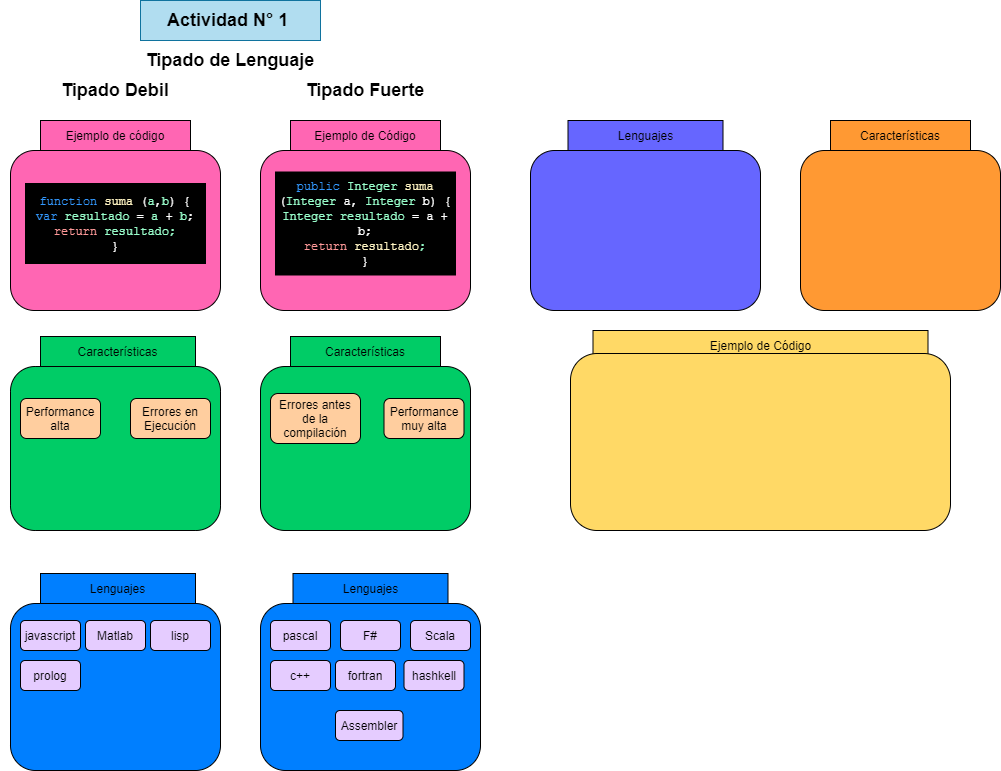 Actividad N° 1
Tipado de Lenguaje
Tipado Debil
Tipado Fuerte
Ejemplo de código
function suma (a,b) {
var resultado = a + b;
return resultado;
}
Ejemplo de Código
public Integer suma
(Integer a, Integer b) {
Integer resultado = a +
b;
return resultado;
}
Lenguajes
Características
Características
Performance
alta
Errores en
Ejecución
Características
Errores antes
de la
compilación
Performance
muy alta
Ejemplo de Código
Lenguajes
javascript
Matlab
lisp
prolog
Lenguajes
pascal
F#
Scala
c++
fortran
hashkell
Assembler